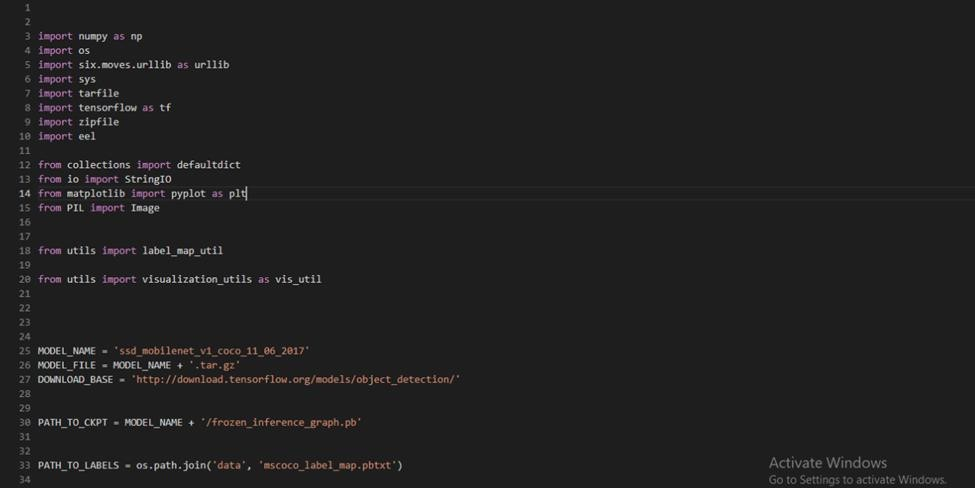 1
2
3 import numpy as np
4 import os
5 import six.moves.urllib as urllib
6 import sys
7 import tarfile
8 import tensorflow as tf
9 import zipfile
10 import eel
11
12 from collections import defaultdict
13 from io import StringIO
14 from matplotlib import pyplot as plt
15 from PIL import Image
16
17
18 from utils import label_map_util
19
20 from utils import visualization_utils as vis_util
21
22
23
24
25 MODEL_NAME = 'ssd_mobilenet_v1_coco_11_06_2017'
26 MODEL_FILE = MODEL_NAME + '.tar.gz'
27 DOWNLOAD_BASE = 'http://download.tensorflow.org/models/object_detection/'
28
29
30 PATH_TO_CKPT = MODEL_NAME + '/frozen_inference_graph.pb'
31
32
33 PATH_TO_LABELS = os.path.join('data', 'mscoco_label_map.pbtxt')
34
Activate Windows
Go to Settings to activate Windows.